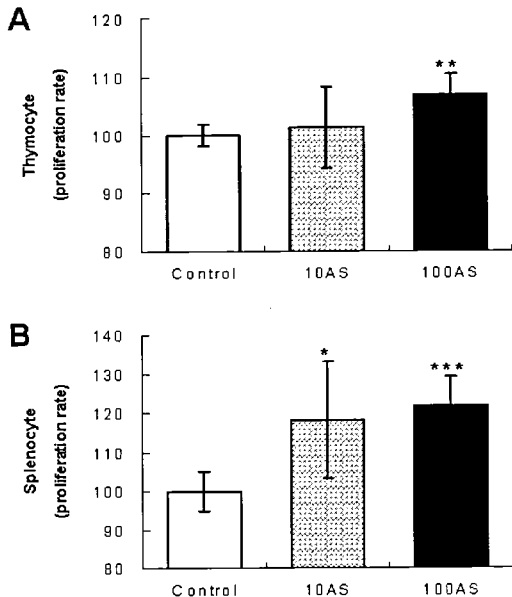 A
Thymocyte
(proliferation rate)
120
110
100
90
80
**
Control
10AS
100AS
B
Splenocyte
(proliferation rate)
140
130
120
110
100
90
80
*
***
Control
10AS
100AS